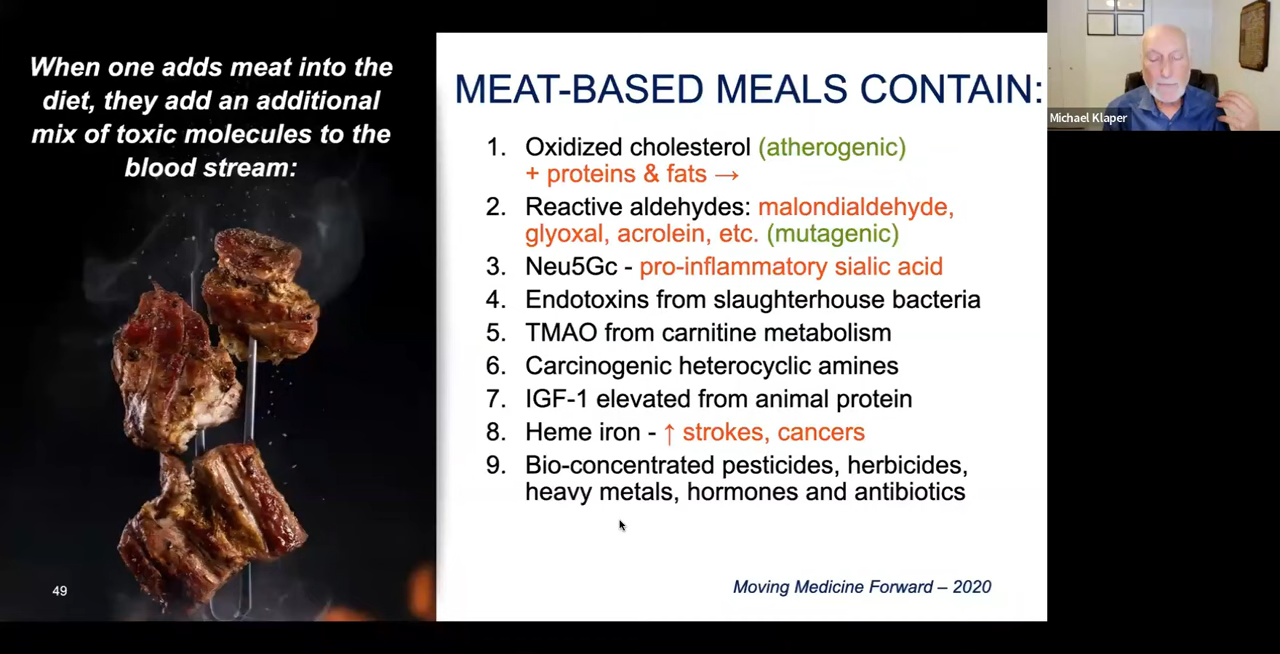 When one adds meat into the
diet, they add an additional
mix of toxic molecules to the
blood stream:
49
MEAT-BASED MEALS CONTAIN:
1. Oxidized cholesterol (atherogenic)
+ proteins & fats →
2. Reactive aldehydes: malondialdehyde,
glyoxal, acrolein, etc. (mutagenic)
3. Neu5Gc - pro-inflammatory sialic acid
4. Endotoxins from slaughterhouse bacteria
5. TMAO from carnitine metabolism
6. Carcinogenic heterocyclic amines
7. IGF-1 elevated from animal protein
8. Heme iron - ↑ strokes, cancers
9. Bio-concentrated pesticides, herbicides,
heavy metals, hormones and antibiotics
Moving Medicine Forward – 2020
Michael Klaper